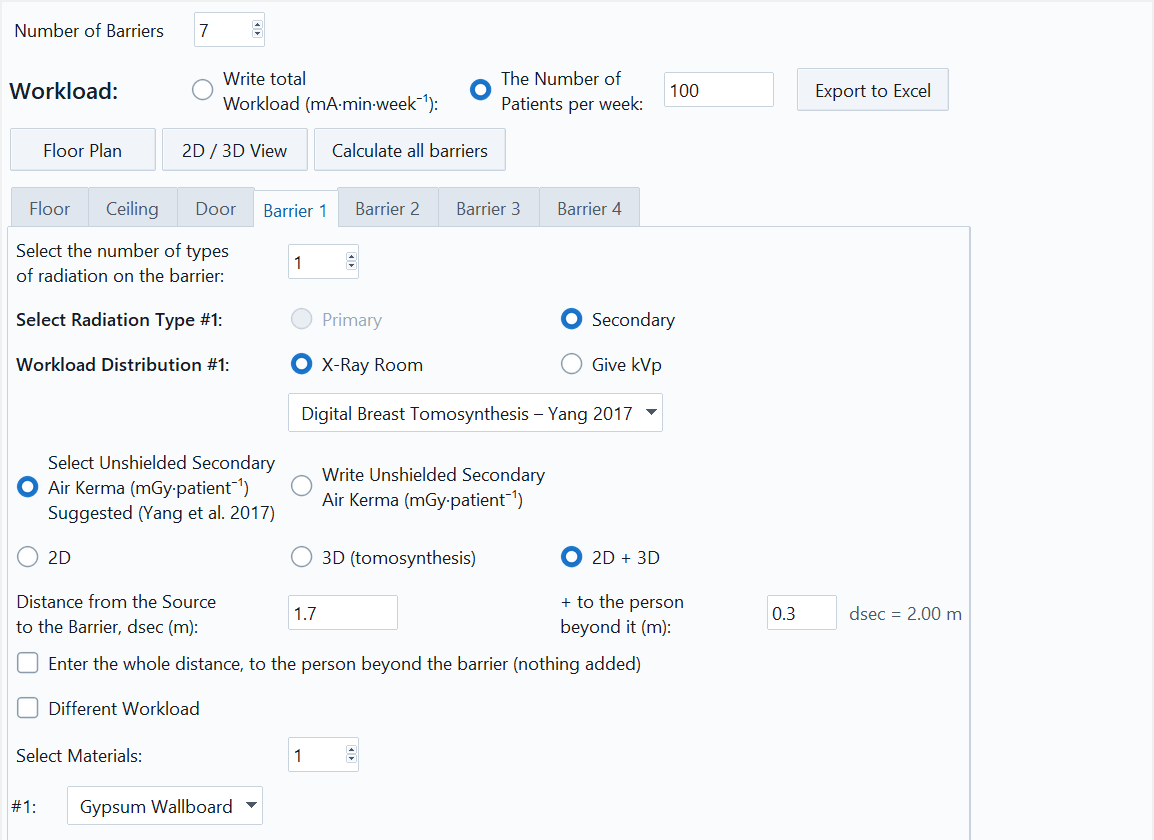 Number of Barriers 7
Workload: Write total Workload (mA·min·week⁻¹): The Number of Patients per week: 100 Export to Excel
Floor Plan 2D / 3D View Calculate all barriers
Floor Ceiling Door Barrier 1 Barrier 2 Barrier 3 Barrier 4
Select the number of types
of radiation on the barrier: 1
Select Radiation Type #1: Primary Secondary
Workload Distribution #1: X-Ray Room Give kVp
Digital Breast Tomosynthesis – Yang 2017
Select Unshielded Secondary
Air Kerma (mGy·patient⁻¹)
Suggested (Yang et al. 2017)
Write Unshielded Secondary
Air Kerma (mGy·patient⁻¹)
2D 3D (tomosynthesis) 2D + 3D
Distance from the Source
to the Barrier, dsec (m): 1.7
+ to the person
beyond it (m): 0.3 dsec = 2.00 m
Enter the whole distance, to the person beyond the barrier (nothing added)
Different Workload
Select Materials: 1
#1: Gypsum Wallboard